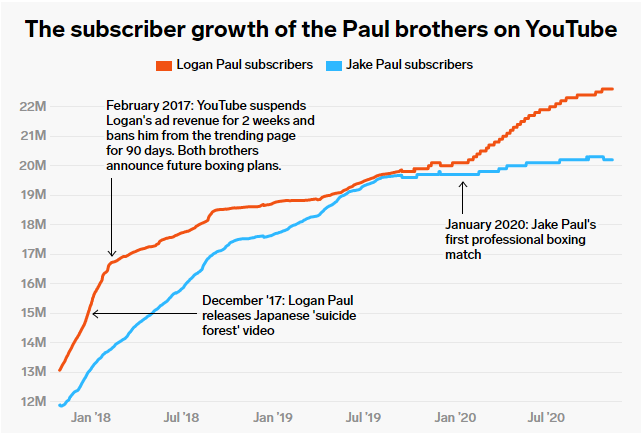 The subscriber growth of the Paul brothers on YouTube
Logan Paul subscribers Jake Paul subscribers
22M
21M
20M
19M
18M
17M
16M
15M
14M
13M
12M
February 2017: YouTube suspends
Logan's ad revenue for 2 weeks and
bans him from the trending page
for 90 days. Both brothers
announce future boxing plans.
January 2020: Jake Paul's
first professional boxing
match
December '17: Logan Paul
releases Japanese 'suicide
forest' video
Jan '18 Jul '18 Jan '19 Jul '19 Jan '20 Jul '20